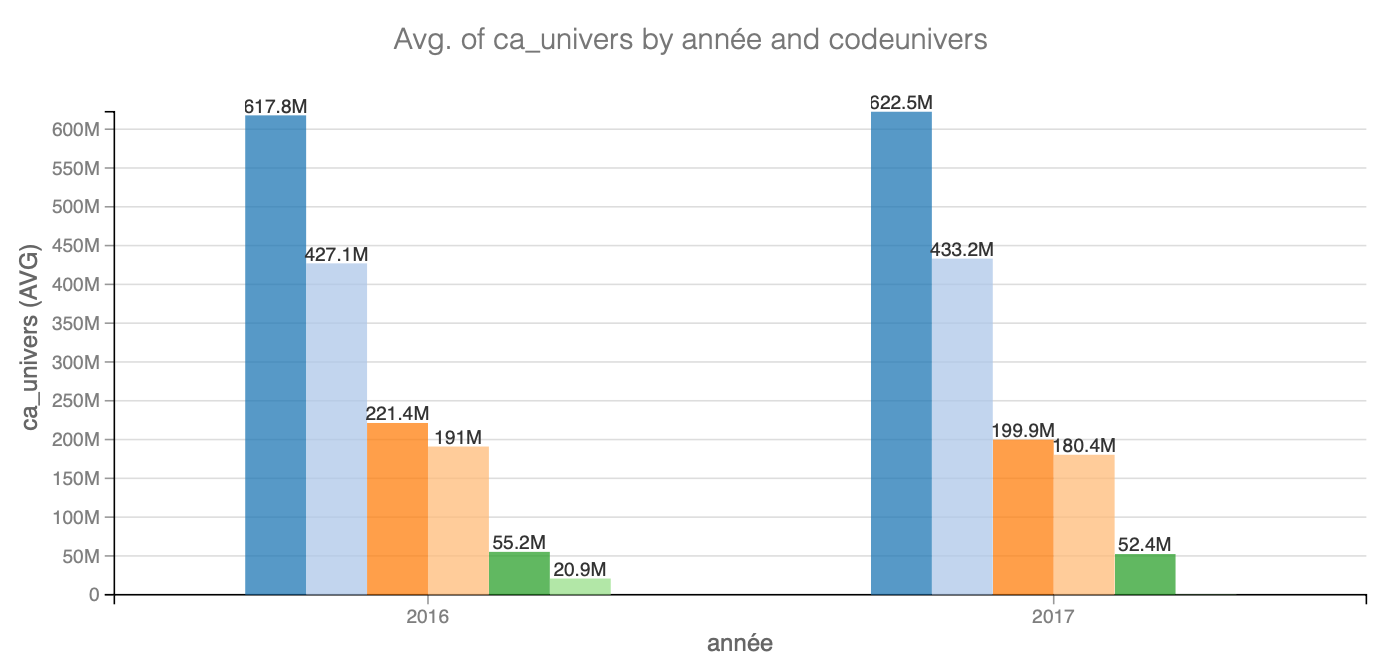 Avg. of ca_univers by année and codeunivers
ca_univers (AVG)
600M
550M
500M
450M
400M
350M
300M
250M
200M
150M
100M
50M
0
617.8M
427.1M
221.4M
191M
55.2M
20.9M
622.5M
433.2M
199.9M
180.4M
52.4M
2016
2017
année